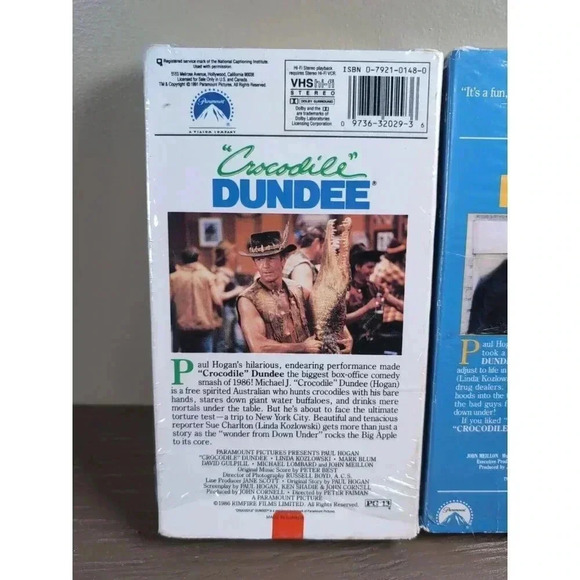 Registered service mark of the National Captioning Institute.
Used with permission.
5555 Melrose Avenue, Hollywood, California 90038
Licensed for Sale Only in U.S. and Canada.
TM & Copyright © 1991 Paramount Pictures. All Rights Reserved.
Paramount
Hi-Fi Stereo playback
requires Stereo Hi-Fi VCR.
VHS hi-fi
STEREO
DOLBY SURROUND
Dolby and the
are trademarks of
Dolby Laboratories
Licensing Corporation.
ISBN 0-7921-0148-0
0 9736-32029-3 6
"Crocodile"
DUNDEE®
Paul Hogan's hilarious, endearing performance made
"Crocodile" Dundee the biggest box-office comedy
smash of 1986! Michael J. "Crocodile" Dundee (Hogan)
is a free spirited Australian who hunts crocodiles with his bare
hands, stares down giant water buffaloes, and drinks mere
mortals under the table. But he's about to face the ultimate
torture test—a trip to New York City. Beautiful and tenacious
reporter Sue Charlton (Linda Kozlowski) gets more than just a
story as the "wonder from Down Under" rocks the Big Apple
to its core.
PARAMOUNT PICTURES PRESENTS PAUL HOGAN
"CROCODILE" DUNDEE • LINDA KOZLOWSKI • MARK BLUM
DAVID GULPILIL • MICHAEL LOMBARD and JOHN MEILLON
Original Music Score by PETER BEST
Director of Photography RUSSELL BOYD, A.C.S.
Line Producer JANE SCOTT • Original Story by PAUL HOGAN
Screenplay by PAUL HOGAN, KEN SHADIE & JOHN CORNELL
Produced by JOHN CORNELL • Directed by PETER FAIMAN
A PARAMOUNT PICTURE
©1986 RIMFIRE FILMS LIMITED. All Rights Reserved.
PG-13
"It's a fun,
Paul Hog
took a
DUND
adjust to life in
(Linda Kozlow
drug dealers.
hoods into the
the bad guys f
down under!
If you liked "
"CROCODILE
JOHN MEILLON
Executive Produ
Produced by J
Paramount